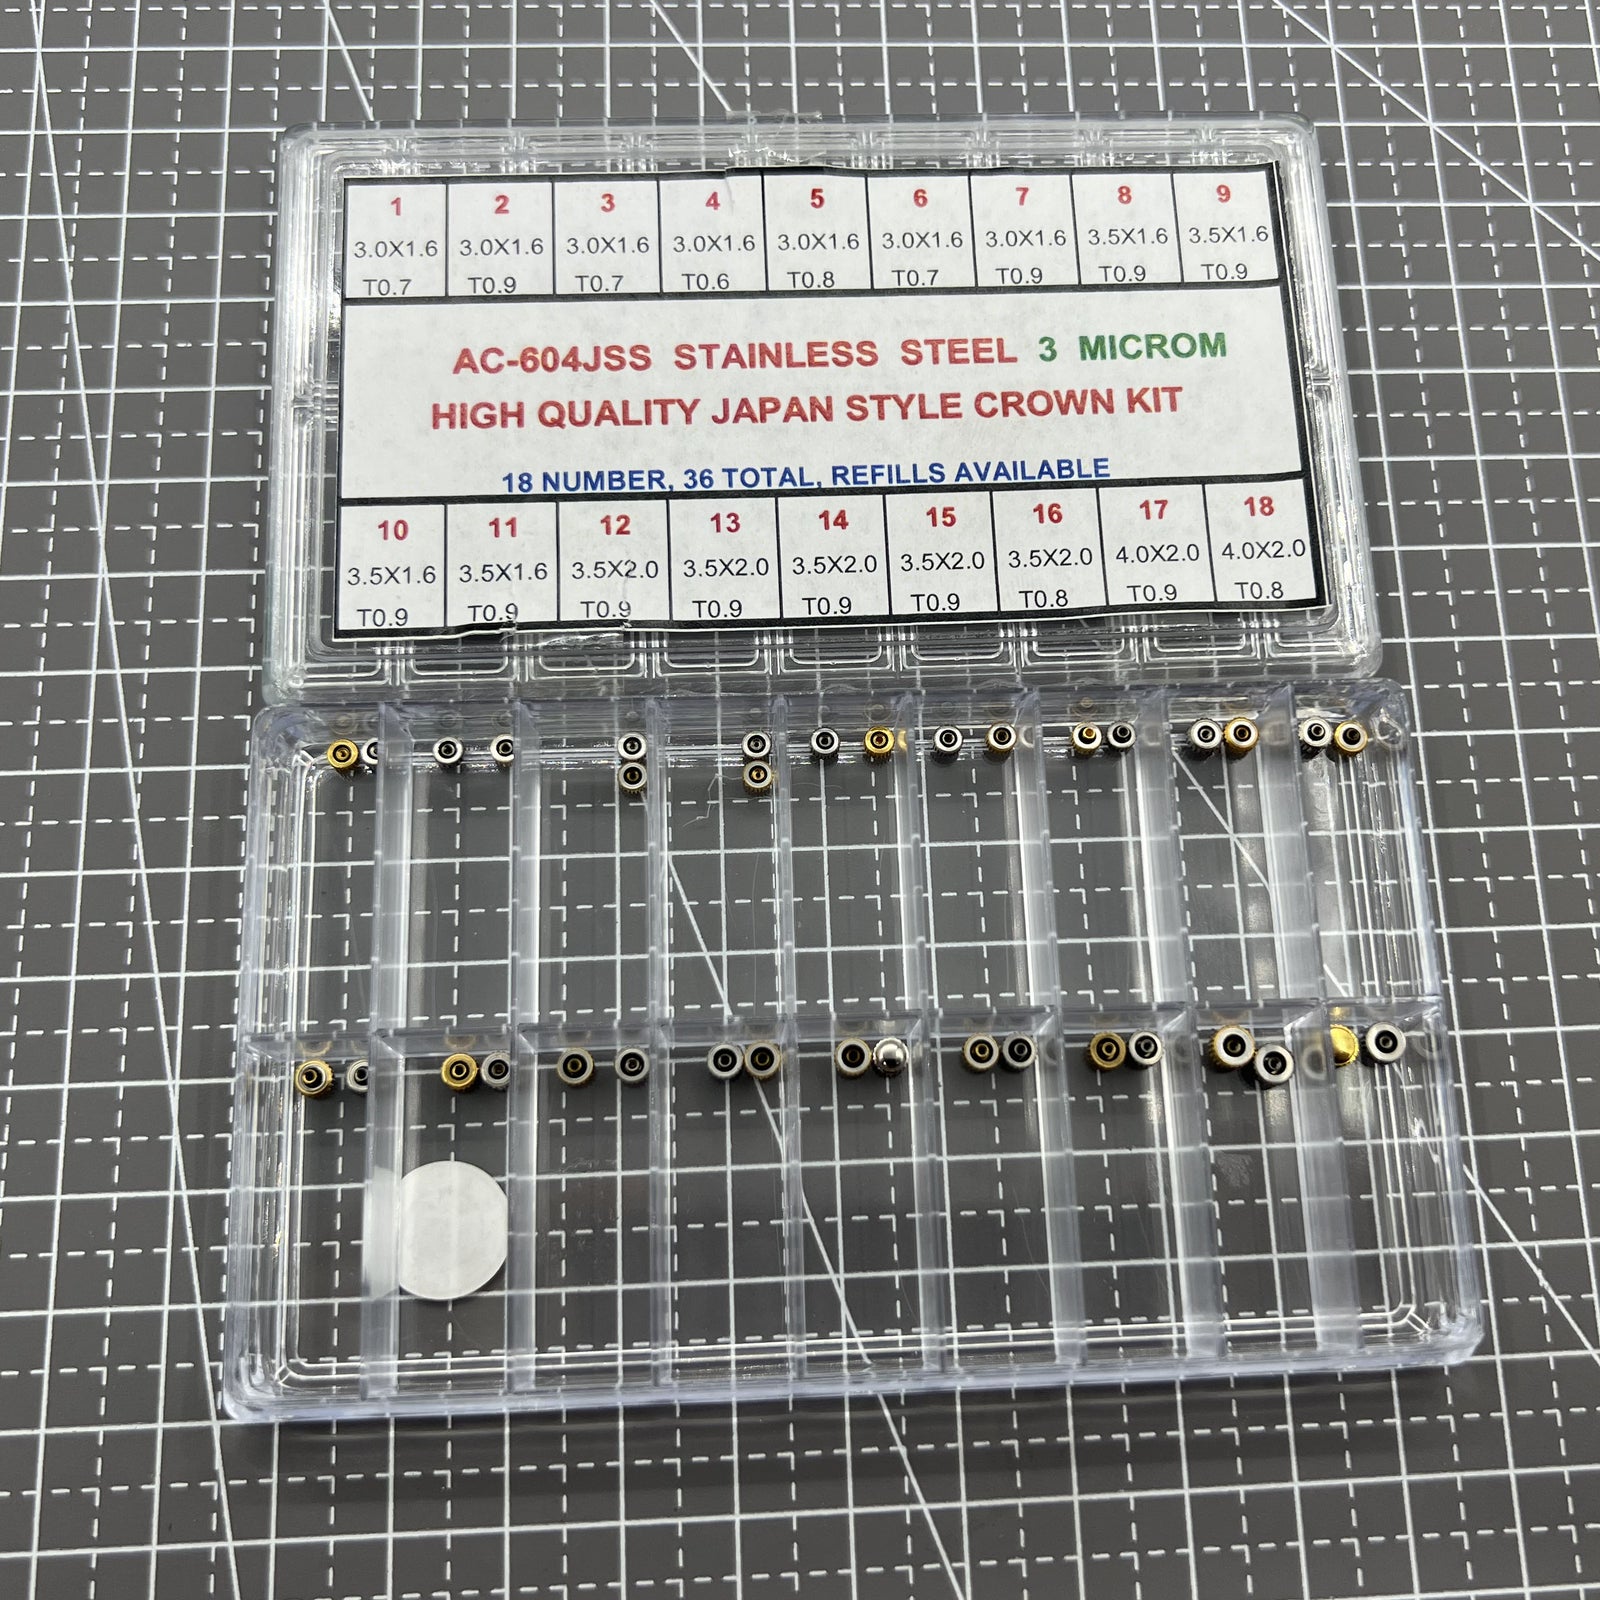 1 2 3 4 5 6 7 8 9
3.0X1.6 3.0X1.6 3.0X1.6 3.0X1.6 3.0X1.6 3.0X1.6 3.0X1.6 3.5X1.6 3.5X1.6
T0.7 T0.9 T0.7 T0.6 T0.8 T0.7 T0.9 T0.9 T0.9
AC-604JSS STAINLESS STEEL 3 MICROM
HIGH QUALITY JAPAN STYLE CROWN KIT
18 NUMBER, 36 TOTAL, REFILLS AVAILABLE
10 11 12 13 14 15 16 17 18
3.5X1.6 3.5X1.6 3.5X2.0 3.5X2.0 3.5X2.0 3.5X2.0 3.5X2.0 4.0X2.0 4.0X2.0
T0.9 T0.9 T0.9 T0.9 T0.9 T0.9 T0.8 T0.9 T0.8